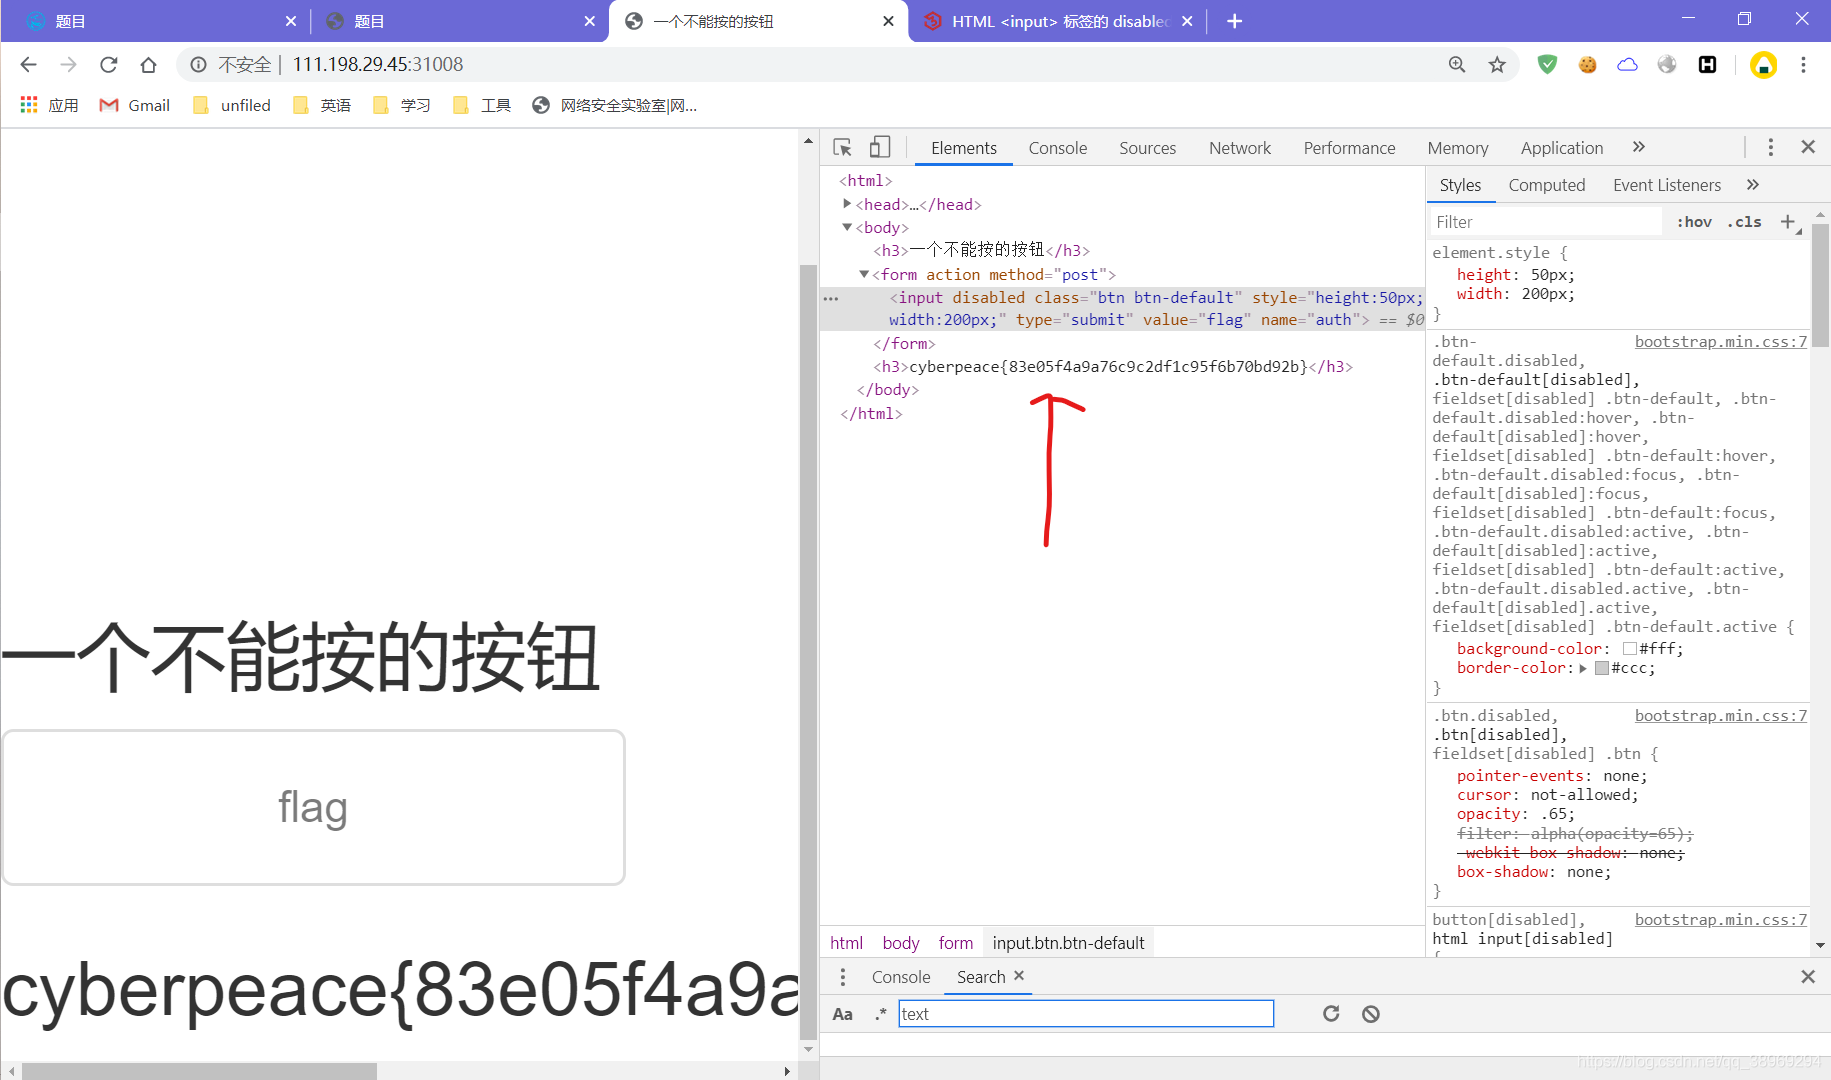 题目
题目
一个不能按的按钮
HTML <input> 标签的 disabled
不安全 | 111.198.29.45:31008
应用
Gmail
unfiled
英语
学习
工具
网络安全实验室|网...
Elements Console Sources Network Performance Memory Application »
<html>
<head>…</head>
<body>
<h3>一个不能按的按钮</h3>
<form action method="post">
<input disabled class="btn btn-default" style="height:50px;
width:200px;" type="submit" value="flag" name="auth"> == $0
</form>
<h3>cyberpeace{83e05f4a9a76c9c2df1c95f6b70bd92b}</h3>
</body>
</html>
一个不能按的按钮
flag
cyberpeace{83e05f4a9a
Styles Computed Event Listeners »
Filter :hov .cls +
element.style {
height: 50px;
width: 200px;
}
.btn- bootstrap.min.css:7
default.disabled,
.btn-default[disabled],
fieldset[disabled] .btn-default, .btn-
default.disabled:hover, .btn-
default[disabled]:hover,
fieldset[disabled] .btn-default:hover,
.btn-default.disabled:focus, .btn-
default[disabled]:focus,
fieldset[disabled] .btn-default:focus,
.btn-default.disabled:active, .btn-
default[disabled]:active,
fieldset[disabled] .btn-default:active,
.btn-default.disabled.active, .btn-
default[disabled].active,
fieldset[disabled] .btn-default.active {
background-color: #fff;
border-color: #ccc;
}
.btn.disabled, bootstrap.min.css:7
.btn[disabled],
fieldset[disabled] .btn {
pointer-events: none;
cursor: not-allowed;
opacity: .65;
filter: alpha(opacity=65);
-webkit-box-shadow: none;
box-shadow: none;
}
button[disabled], bootstrap.min.css:7
html input[disabled]
{
html body form input.btn.btn-default
Console Search ×
Aa .* text
https://blog.csdn.net/qq_38969294